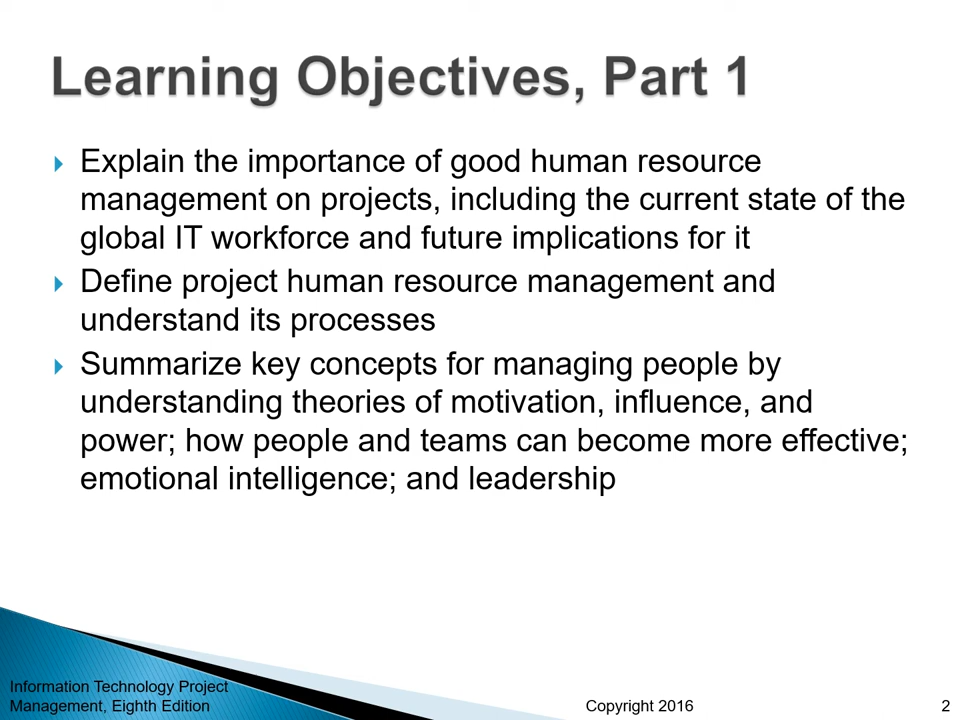 Learning Objectives, Part 1
Explain the importance of good human resource
management on projects, including the current state of the
global IT workforce and future implications for it
Define project human resource management and
understand its processes
Summarize key concepts for managing people by
understanding theories of motivation, influence, and
power; how people and teams can become more effective;
emotional intelligence; and leadership
Information Technology Project
Management, Eighth Edition
Copyright 2016
2